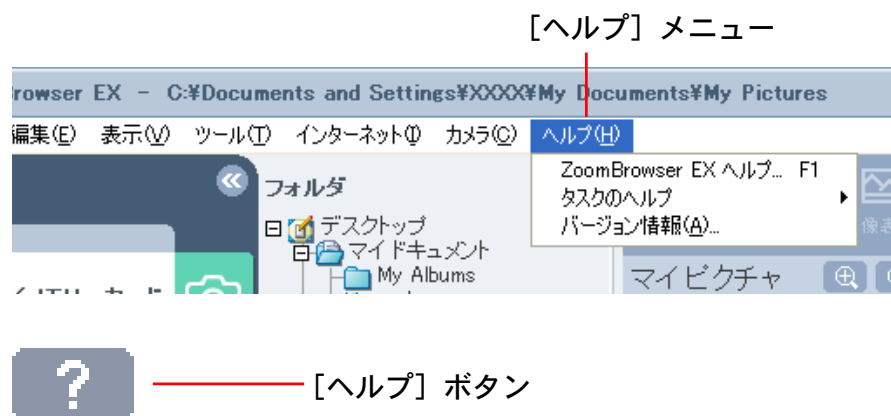 ［ヘルプ］メニュー
rowser EX - C:¥Documents and Settings¥XXXX¥My Documents¥My Pictures
編集(E) 表示(V) ツール(T) インターネット(I) カメラ(C) ヘルプ(H)
ZoomBrowser EX ヘルプ... F1
タスクのヘルプ
バージョン情報(A)...
フォルダ
デスクトップ
マイ ドキュメント
My Albums
マイ ピクチャ
?
［ヘルプ］ボタン